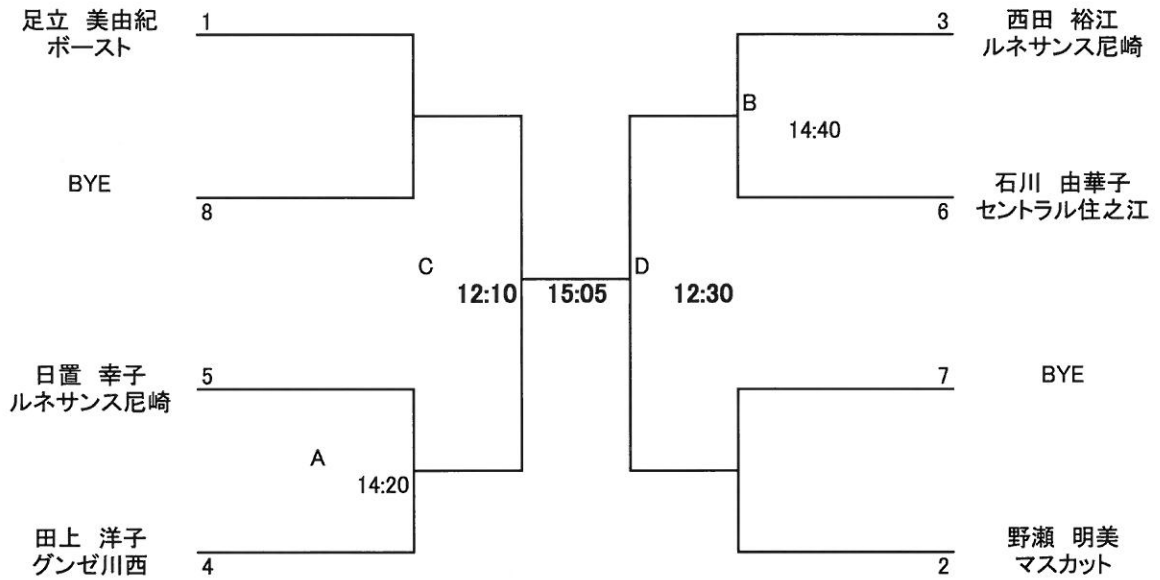 足立 美由紀
ボースト
1
BYE
8
C
12:10
日置 幸子
ルネサンス尼崎
5
A
14:20
田上 洋子
グンゼ川西
4
15:05
3
西田 裕江
ルネサンス尼崎
B
14:40
石川 由華子
セントラル住之江
6
D
12:30
7
BYE
野瀬 明美
マスカット
2